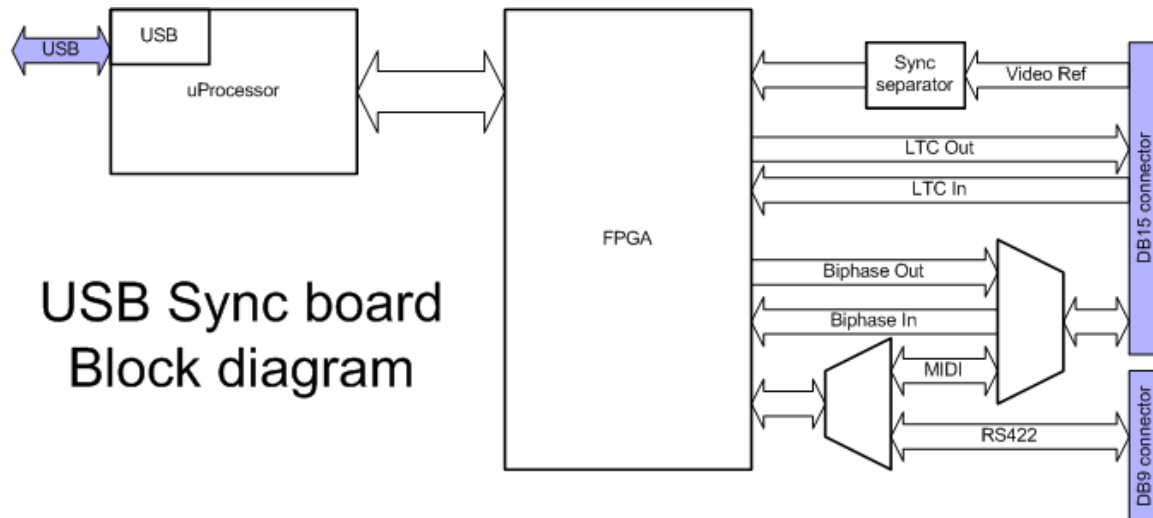 USB
USB
uProcessor
FPGA
Sync
separator
Video Ref
LTC Out
LTC In
Biphase Out
Biphase In
MIDI
RS422
DB15 connector
DB9 connector
USB Sync board
Block diagram